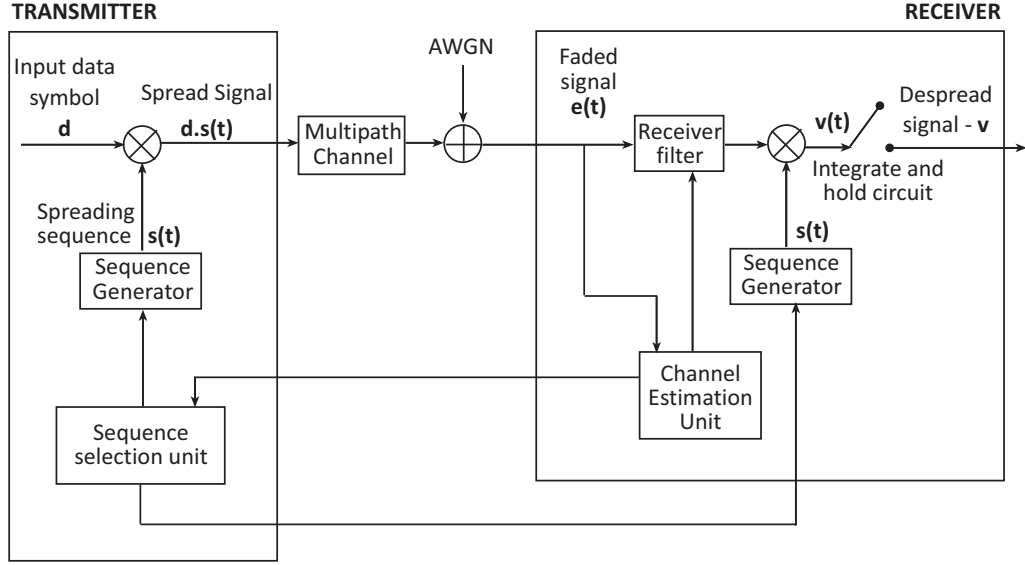 TRANSMITTER
RECEIVER
Input data
symbol
d
Spread Signal
d.s(t)
Multipath
Channel
AWGN
Faded
signal
e(t)
Receiver
filter
v(t)
Despread
signal - v
Integrate and
hold circuit
Spreading
sequence s(t)
Sequence
Generator
s(t)
Sequence
Generator
Channel
Estimation
Unit
Sequence
selection unit